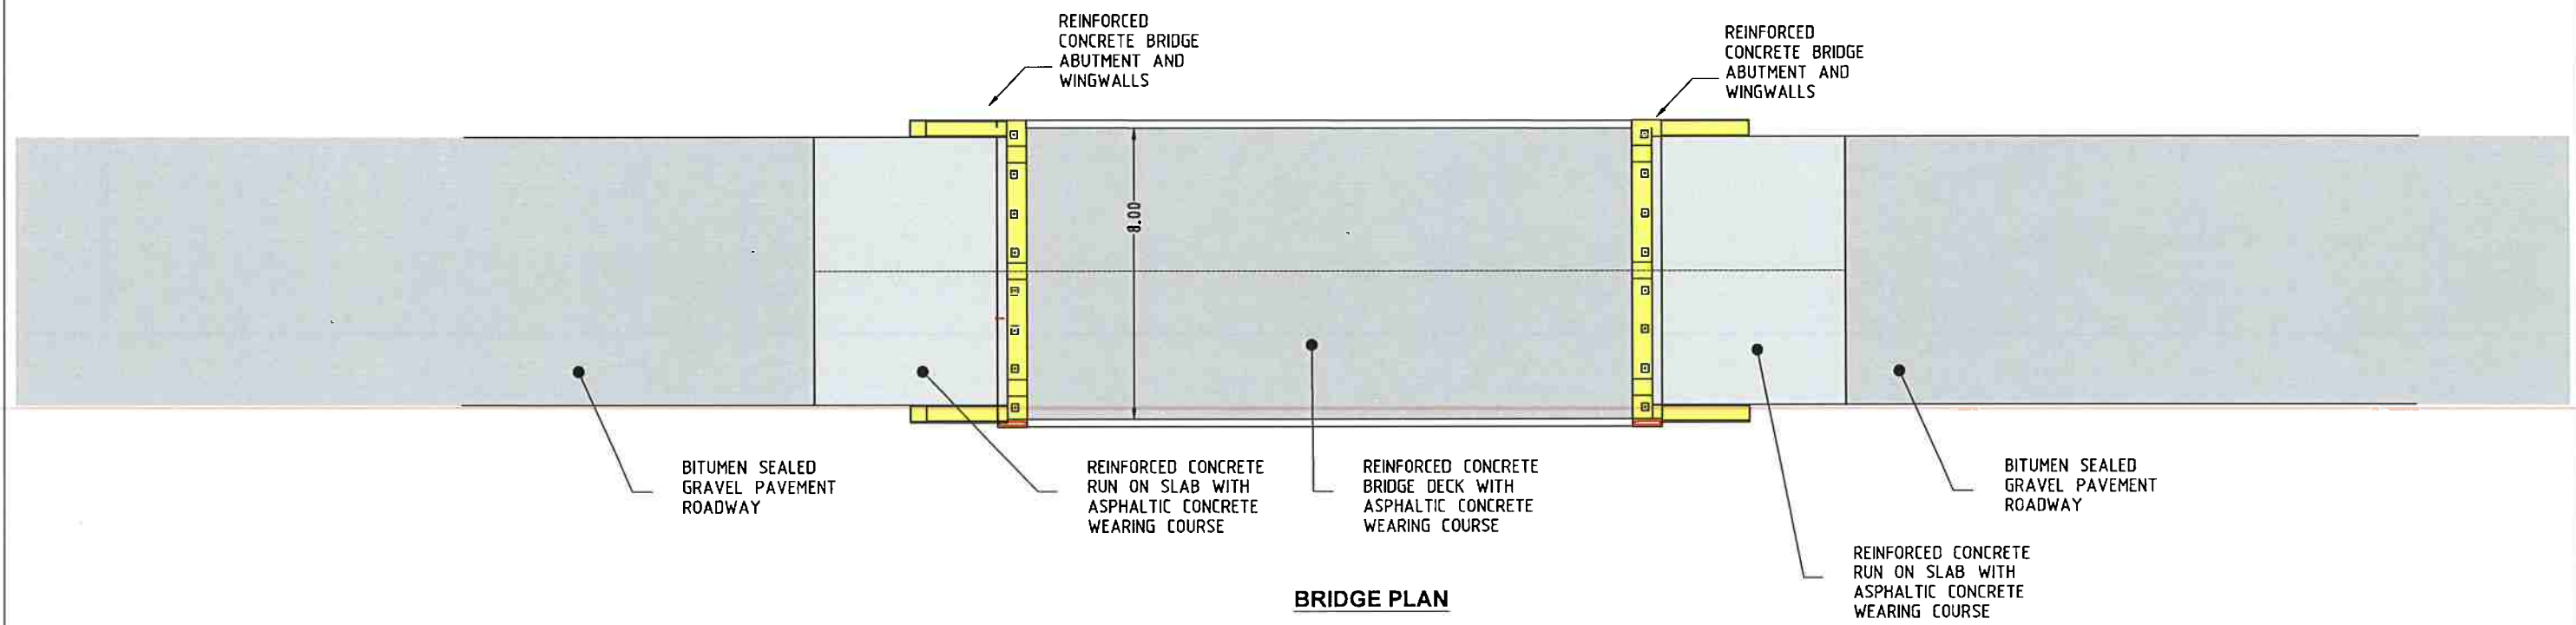 REINFORCED
CONCRETE BRIDGE
ABUTMENT AND
WINGWALLS
REINFORCED
CONCRETE BRIDGE
ABUTMENT AND
WINGWALLS
8.00
BITUMEN SEALED
GRAVEL PAVEMENT
ROADWAY
REINFORCED CONCRETE
RUN ON SLAB WITH
ASPHALTIC CONCRETE
WEARING COURSE
REINFORCED CONCRETE
BRIDGE DECK WITH
ASPHALTIC CONCRETE
WEARING COURSE
BITUMEN SEALED
GRAVEL PAVEMENT
ROADWAY
REINFORCED CONCRETE
RUN ON SLAB WITH
ASPHALTIC CONCRETE
WEARING COURSE
BRIDGE PLAN